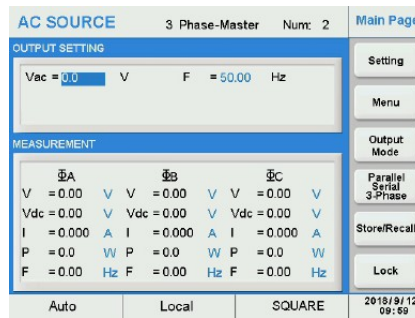 AC SOURCE 3 Phase-Master Num: 2 Main Page
OUTPUT SETTING
Vac = 0.0 V F = 50.00 Hz
MEASUREMENT
ΦA ΦB ΦC
V = 0.00 V V = 0.00 V V = 0.00 V
Vdc = 0.00 V Vdc = 0.00 V Vdc = 0.00 V
I = 0.000 A I = 0.000 A I = 0.000 A
P = 0.0 W P = 0.0 W P = 0.0 W
F = 0.00 Hz F = 0.00 Hz F = 0.00 Hz
Setting
Menu
Output
Mode
Parallel
Serial
3-Phase
Store/Recall
Lock
Auto Local SQUARE
2018/9/12
09:59